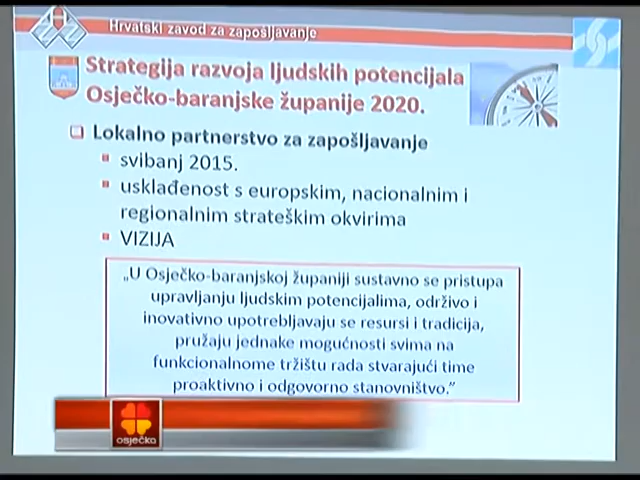 Hrvatski zavod za zapošljavanje
Strategija razvoja ljudskih potencijala
Osječko-baranjske županije 2020.
Lokalno partnerstvo za zapošljavanje
svibanj 2015.
usklađenost s europskim, nacionalnim i
regionalnim strateškim okvirima
VIZIJA
„U Osječko-baranjskoj županiji sustavno se pristupa
upravljanju ljudskim potencijalima, održivo i
inovativno upotrebljavaju se resursi i tradicija,
pružaju jednake mogućnosti svima na
funkcionalnome tržištu rada stvarajući time
proaktivno i odgovorno stanovništvo.”
osječka